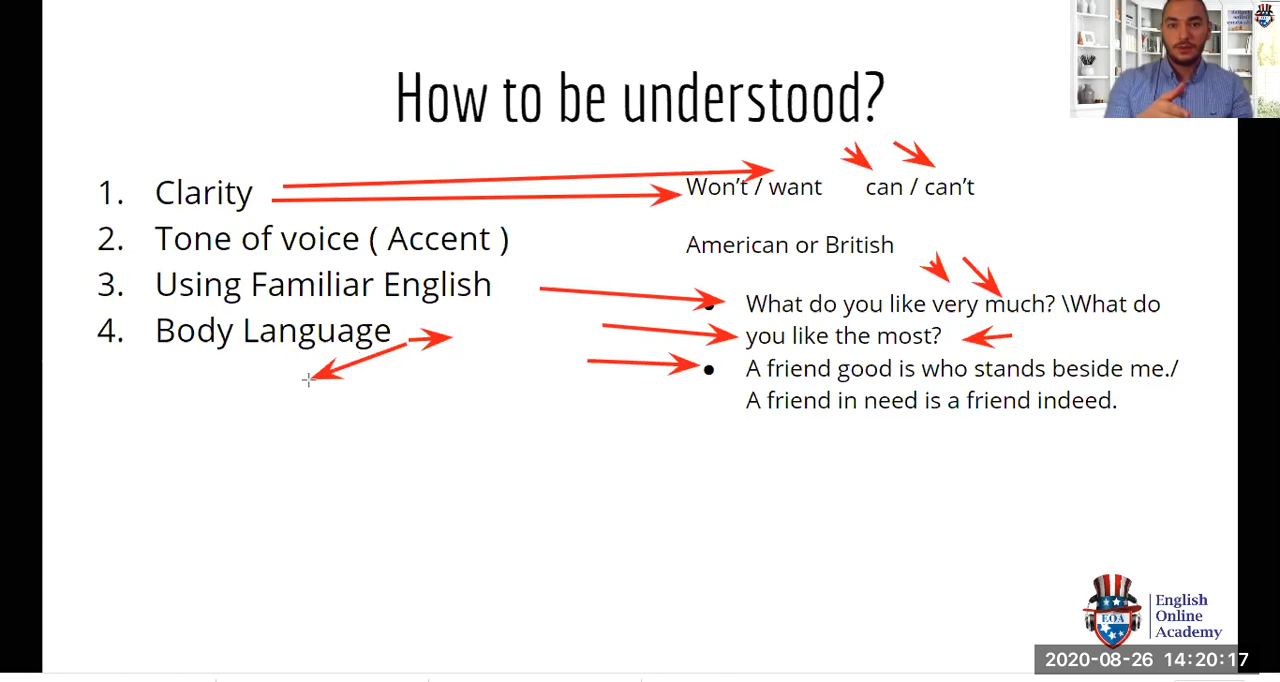 How to be understood?
1. Clarity
2. Tone of voice ( Accent )
3. Using Familiar English
4. Body Language
Won't / want can / can't
American or British
• What do you like very much? \What do
you like the most?
• A friend good is who stands beside me./
A friend in need is a friend indeed.
EOA
English
Online
Academy
2020-08-26 14:20:17